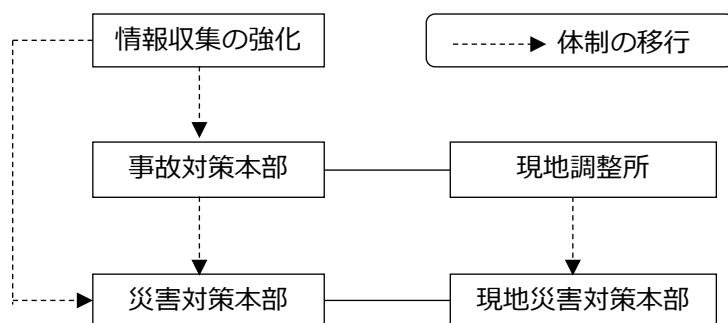 情報収集の強化
体制の移行
事故対策本部
現地調整所
災害対策本部
現地災害対策本部